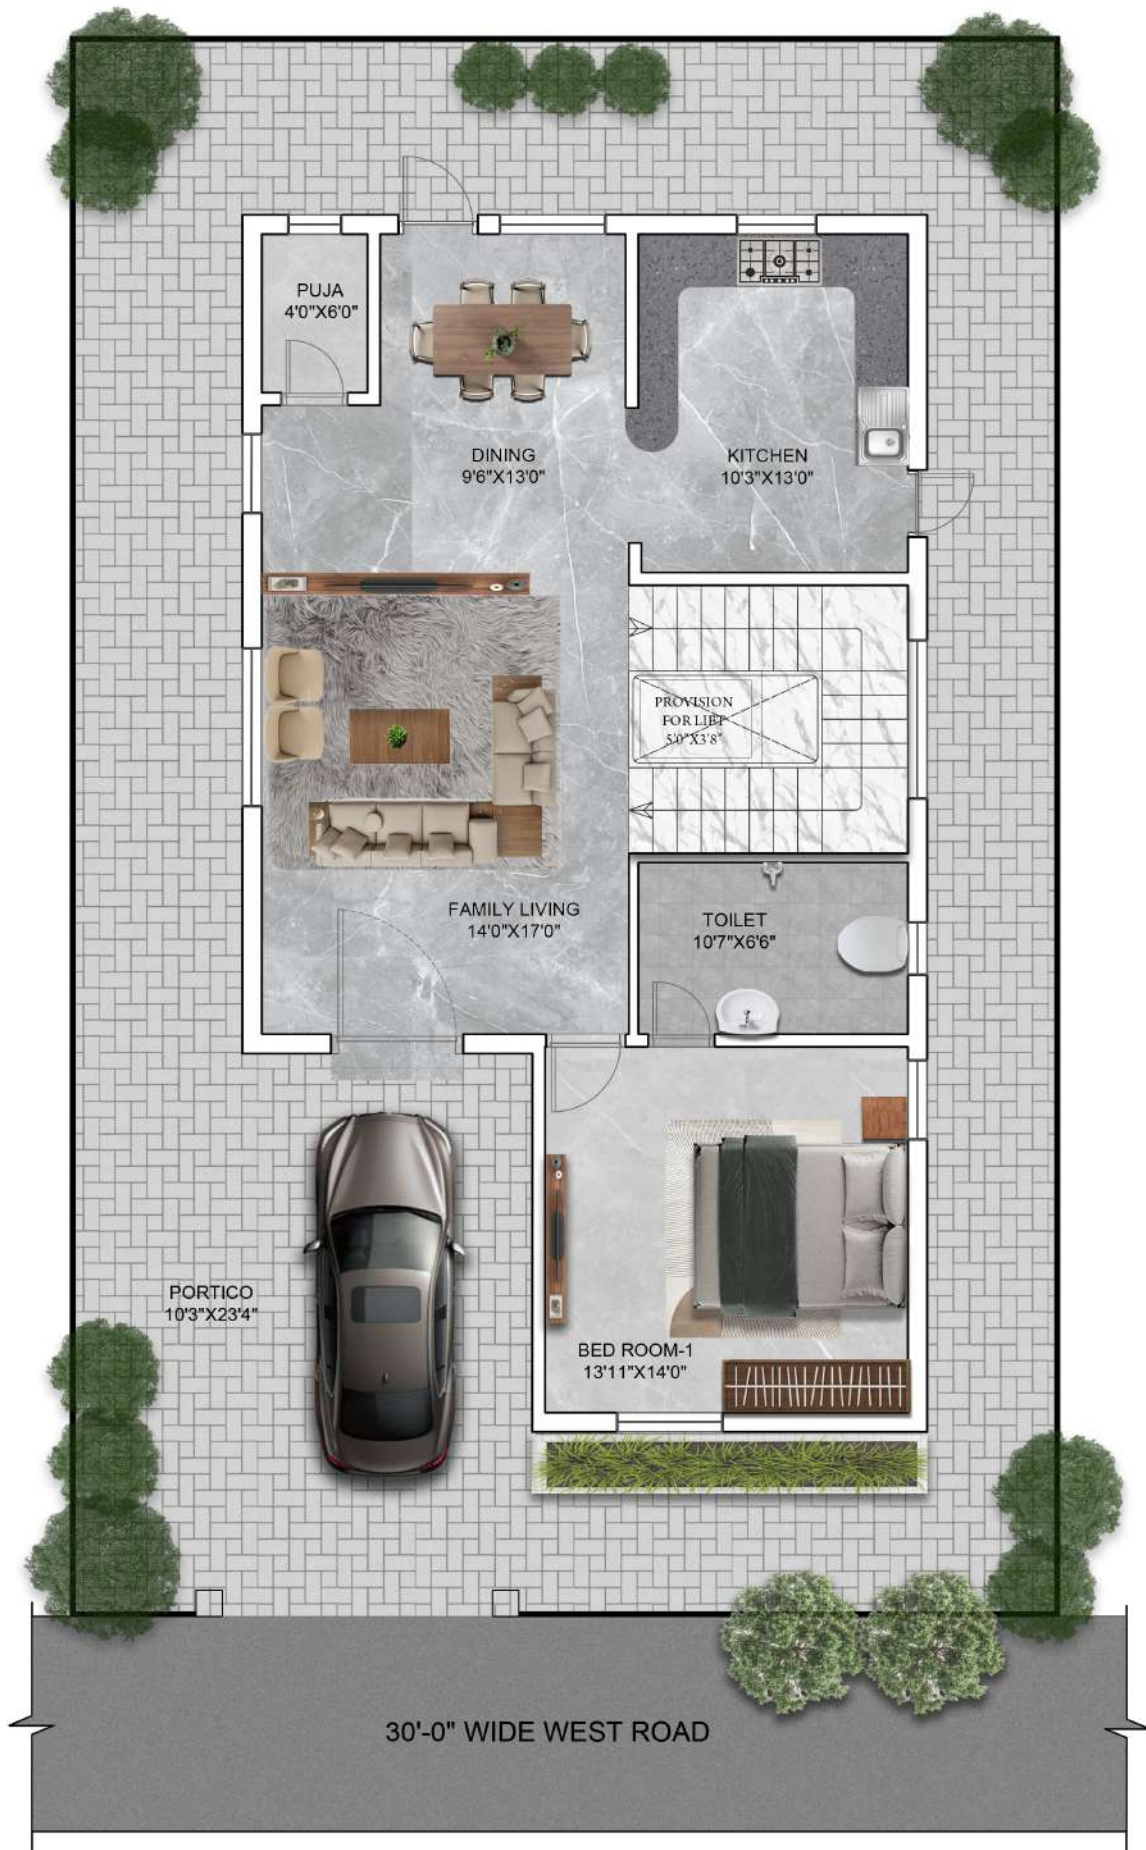 PUJA
4'0"X6'0"
DINING
9'6"X13'0"
KITCHEN
10'3"X13'0"
PROVISION
FOR LIFT
5'0"X3'8"
FAMILY LIVING
14'0"X17'0"
TOILET
10'7"X6'6"
PORTICO
10'3"X23'4"
BED ROOM-1
13'11"X14'0"
30'-0" WIDE WEST ROAD